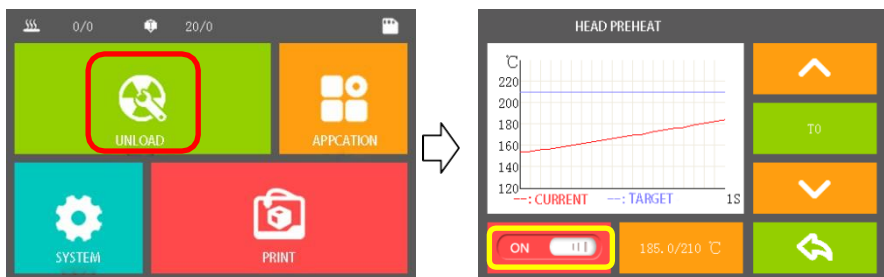 0/0 20/0
UNLOAD
APPCATION
SYSTEM
PRINT
HEAD PREHEAT
℃
220
200
180
160
140
120
--: CURRENT --: TARGET 1S
T0
ON
185.0/210 ℃